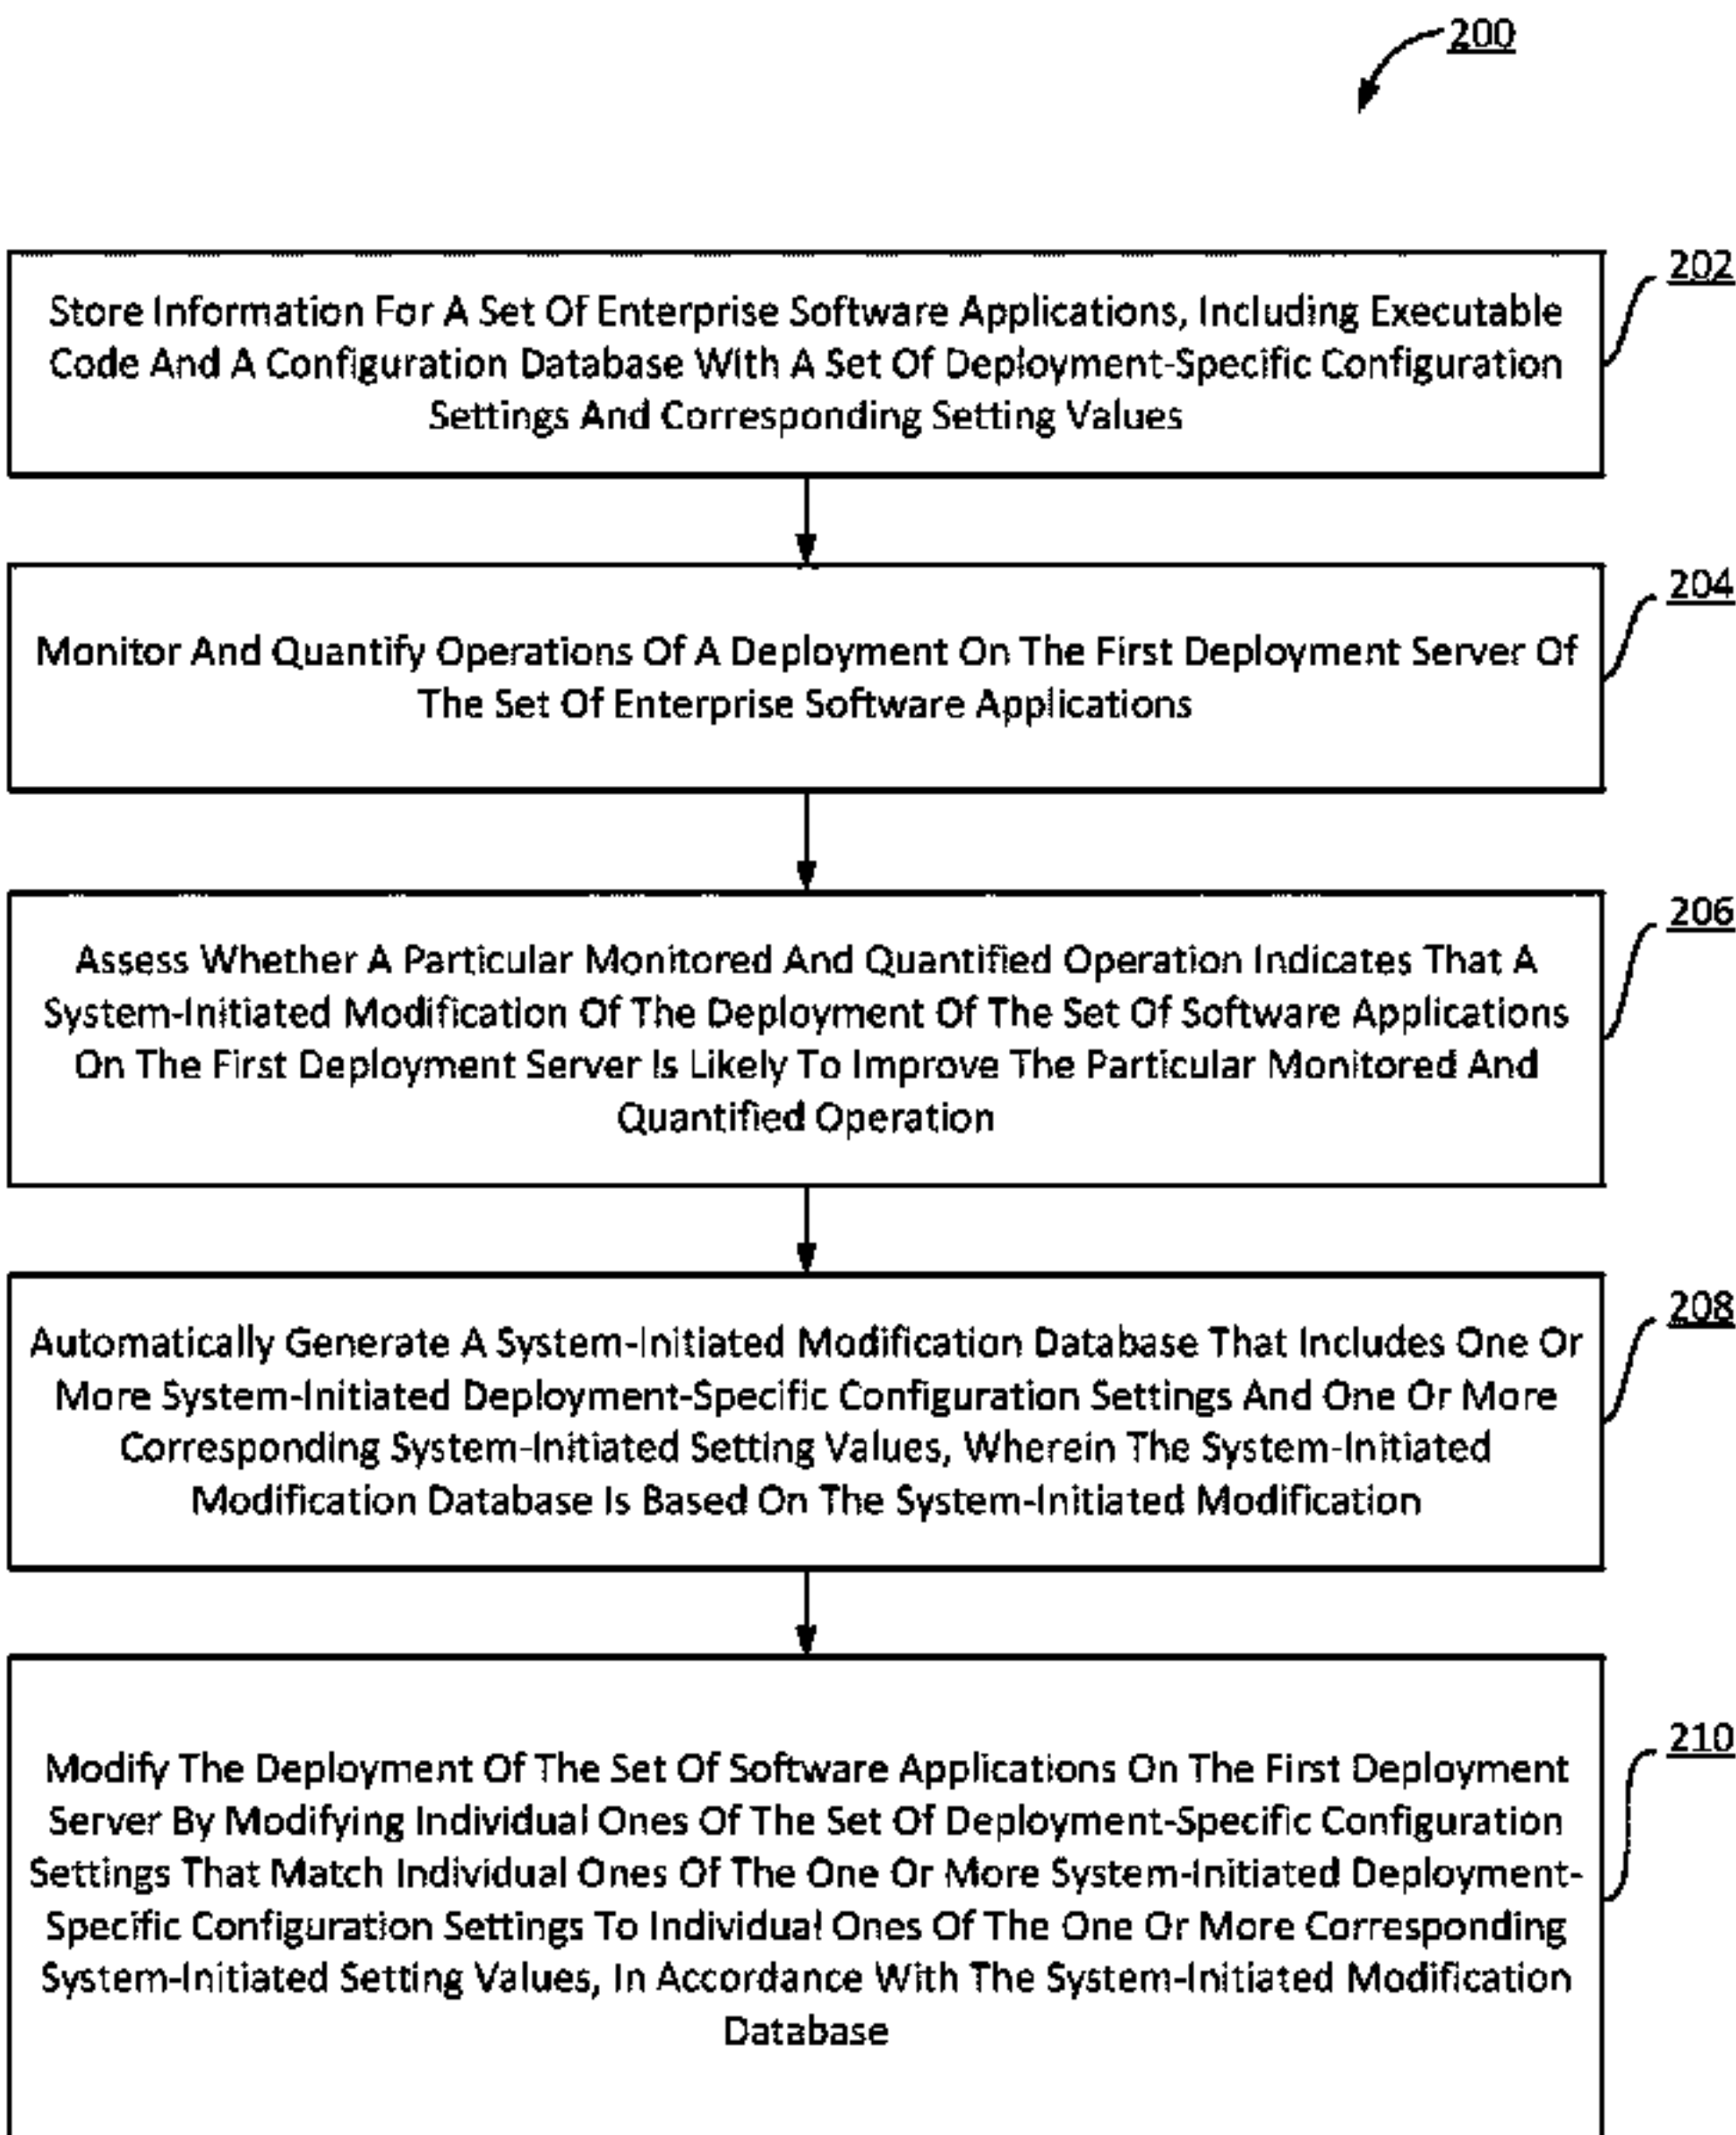 200
202
Store Information For A Set Of Enterprise Software Applications, Including Executable
Code And A Configuration Database With A Set Of Deployment-Specific Configuration
Settings And Corresponding Setting Values
204
Monitor And Quantify Operations Of A Deployment On The First Deployment Server Of
The Set Of Enterprise Software Applications
206
Assess Whether A Particular Monitored And Quantified Operation Indicates That A
System-Initiated Modification Of The Deployment Of The Set Of Software Applications
On The First Deployment Server Is Likely To Improve The Particular Monitored And
Quantified Operation
208
Automatically Generate A System-Initiated Modification Database That Includes One Or
More System-Initiated Deployment-Specific Configuration Settings And One Or More
Corresponding System-Initiated Setting Values, Wherein The System-Initiated
Modification Database Is Based On The System-Initiated Modification
210
Modify The Deployment Of The Set Of Software Applications On The First Deployment
Server By Modifying Individual Ones Of The Set Of Deployment-Specific Configuration
Settings That Match Individual Ones Of The One Or More System-Initiated Deployment-
Specific Configuration Settings To Individual Ones Of The One Or More Corresponding
System-Initiated Setting Values, In Accordance With The System-Initiated Modification
Database